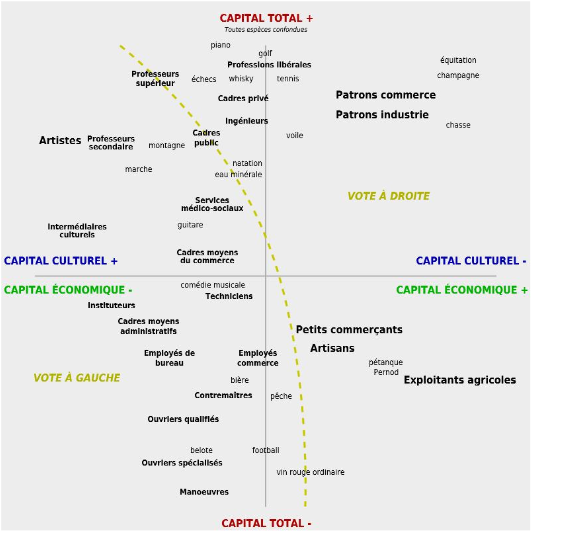 CAPITAL TOTAL +
Toutes espèces confondues
piano
golf
Professions libérales
équitation
Professeurs
supérieur
échecs
whisky
tennis
champagne
Cadres privé
Patrons commerce
Patrons industrie
Ingénieurs
chasse
Artistes
Professeurs
secondaire
montagne
Cadres
public
voile
marche
natation
eau minérale
VOTE À DROITE
Services
médico-sociaux
Intermédiaires
culturels
guitare
Cadres moyens
du commerce
CAPITAL CULTUREL +
CAPITAL CULTUREL -
CAPITAL ÉCONOMIQUE -
CAPITAL ÉCONOMIQUE +
comédie musicale
Techniciens
Instituteurs
Cadres moyens
administratifs
Petits commerçants
Artisans
Employés de
bureau
Employés
commerce
pétanque
Pernod
VOTE À GAUCHE
bière
Exploitants agricoles
Contremaîtres
pêche
Ouvriers qualifiés
belote
football
Ouvriers spécialisés
vin rouge ordinaire
Manoeuvres
CAPITAL TOTAL -